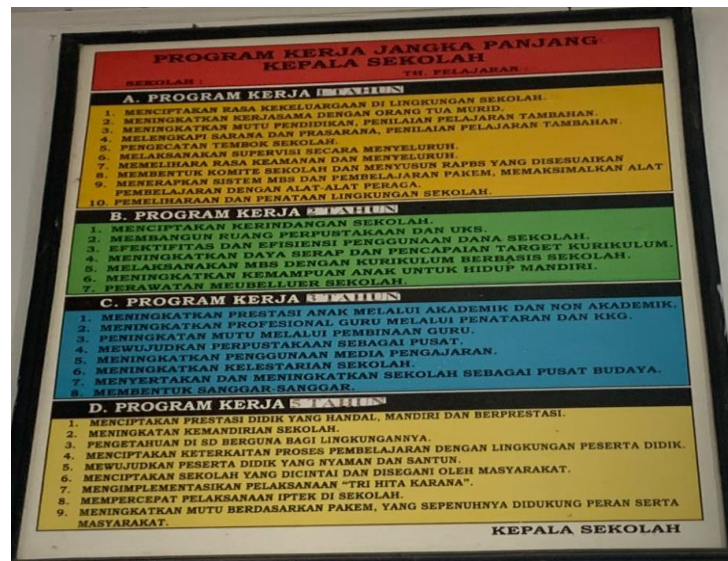 PROGRAM KERJA JANGKA PANJANG
KEPALA SEKOLAH
SEKOLAH : TH. PELAJARAN :
A. PROGRAM KERJA 1 TAHUN
1. MENCIPTAKAN RASA KEKELUARGAAN DI LINGKUNGAN SEKOLAH.
2. MENINGKATKAN KERJASAMA DENGAN ORANG TUA MURID.
3. MENINGKATKAN MUTU PENDIDIKAN, PENILAIAN PELAJARAN TAMBAHAN.
4. MELENGKAPI SARANA DAN PRASARANA, PENILAIAN PELAJARAN TAMBAHAN.
5. PENGECATAN TEMBOK SEKOLAH.
6. MELAKSANAKAN SUPERVISI SECARA MENYELURUH.
7. MEMELIHARA RASA KEAMANAN DAN MENYELURUH.
8. MEMBENTUK KOMITE SEKOLAH DAN MENYUSUN RAPBS YANG DISESUAIKAN
9. MENERAPKAN SISTEM MBS DAN PEMBELAJARAN PAKEM, MEMAKSIMALKAN ALAT
PEMBELAJARAN DENGAN ALAT-ALAT PERAGA.
10. PEMELIHARAAN DAN PENATAAN LINGKUNGAN SEKOLAH.
B. PROGRAM KERJA 2 TAHUN
1. MENCIPTAKAN KERINDANGAN SEKOLAH.
2. MEMBANGUN RUANG PERPUSTAKAAN DAN UKS.
3. EFEKTIFITAS DAN EFISIENSI PENGGUNAAN DANA SEKOLAH.
4. MENINGKATKAN DAYA SERAP DAN PENCAPAIAN TARGET KURIKULUM.
5. MELAKSANAKAN MBS DENGAN KURIKULUM BERBASIS SEKOLAH.
6. MENINGKATKAN KEMAMPUAN ANAK UNTUK HIDUP MANDIRI.
7. PERAWATAN MEUBELLUER SEKOLAH.
C. PROGRAM KERJA 3 TAHUN
1. MENINGKATKAN PRESTASI ANAK MELALUI AKADEMIK DAN NON AKADEMIK.
2. MENINGKATKAN PROFESIONAL GURU MELALUI PENATARAN DAN KKG.
3. PENINGKATAN MUTU MELALUI PEMBINAAN GURU.
4. MEWUJUDKAN PERPUSTAKAAN SEBAGAI PUSAT.
5. MENINGKATKAN PENGGUNAAN MEDIA PENGAJARAN.
6. MENINGKATKAN KELESTARIAN SEKOLAH.
7. MENYERTAKAN DAN MENINGKATKAN SEKOLAH SEBAGAI PUSAT BUDAYA.
8. MEMBENTUK SANGGAR-SANGGAR.
D. PROGRAM KERJA 5 TAHUN
1. MENCIPTAKAN PRESTASI DIDIK YANG HANDAL, MANDIRI DAN BERPRESTASI.
2. MENINGKATAN KEMANDIRIAN SEKOLAH.
3. PENGETAHUAN DI SD BERGUNA BAGI LINGKUNGANNYA.
4. MENCIPTAKAN KETERKAITAN PROSES PEMBELAJARAN DENGAN LINGKUNGAN PESERTA DIDIK.
5. MEWUJUDKAN PESERTA DIDIK YANG NYAMAN DAN SANTUN.
6. MENCIPTAKAN SEKOLAH YANG DICINTAI DAN DISEGANI OLEH MASYARAKAT.
7. MENGIMPLEMENTASIKAN PELAKSANAAN "TRI HITA KARANA".
8. MEMPERCEPAT PELAKSANAAN IPTEK DI SEKOLAH.
9. MENINGKATKAN MUTU BERDASARKAN PAKEM, YANG SEPENUHNYA DIDUKUNG PERAN SERTA
MASYARAKAT.
KEPALA SEKOLAH